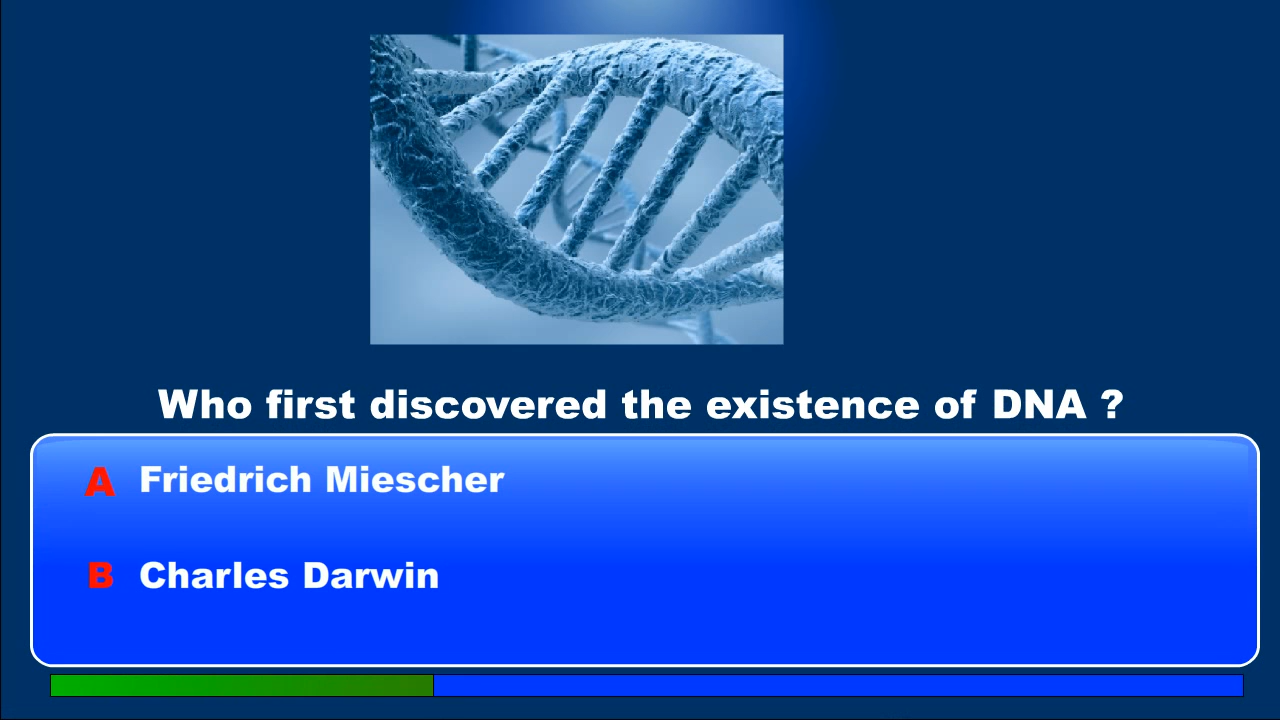 Who first discovered the existence of DNA ?
A Friedrich Miescher
B Charles Darwin